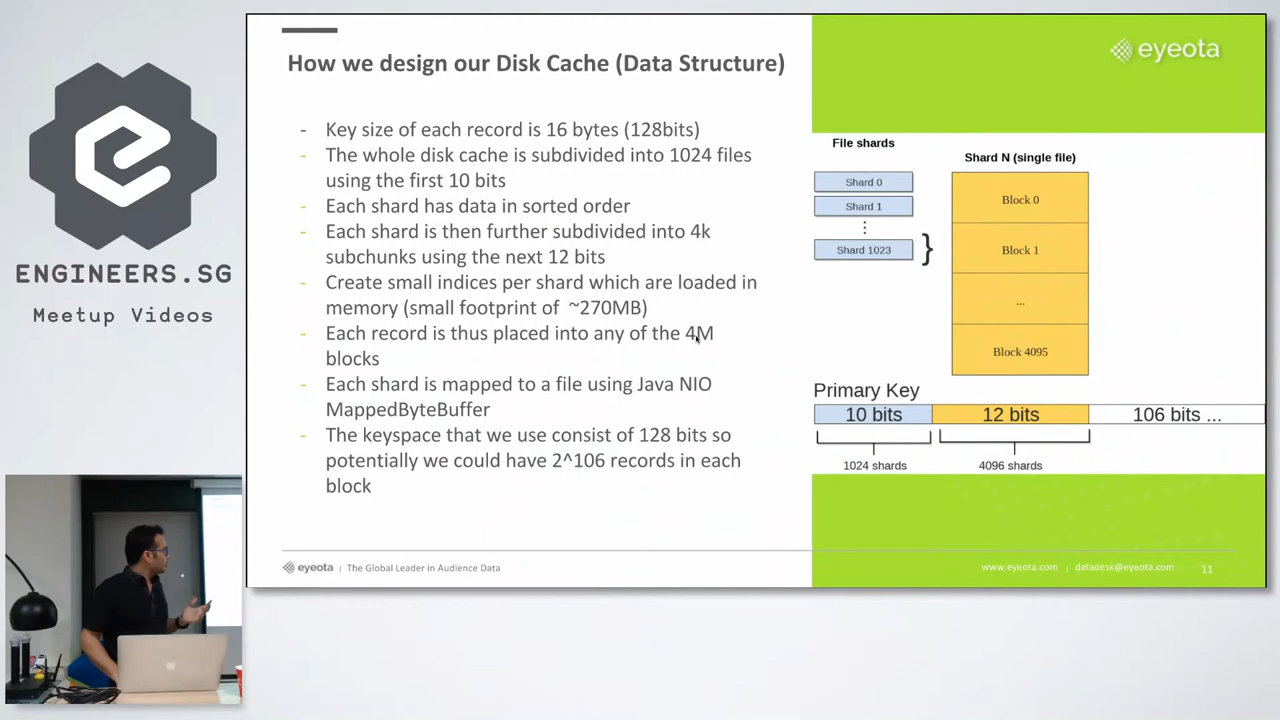 ENGINEERS.SG
Meetup Videos
How we design our Disk Cache (Data Structure)
- Key size of each record is 16 bytes (128bits)
- The whole disk cache is subdivided into 1024 files
using the first 10 bits
- Each shard has data in sorted order
- Each shard is then further subdivided into 4k
subchunks using the next 12 bits
- Create small indices per shard which are loaded in
memory (small footprint of ~270MB)
- Each record is thus placed into any of the 4M
blocks
- Each shard is mapped to a file using Java NIO
MappedByteBuffer
- The keyspace that we use consist of 128 bits so
potentially we could have 2^106 records in each
block
eyeota
File shards
Shard 0
Shard 1
⋮
Shard 1023
}
Shard N (single file)
Block 0
Block 1
...
Block 4095
Primary Key
10 bits
12 bits
106 bits ...
1024 shards
4096 shards
eyeota | The Global Leader in Audience Data
www.eyeota.com | datadesk@eyeota.com 11